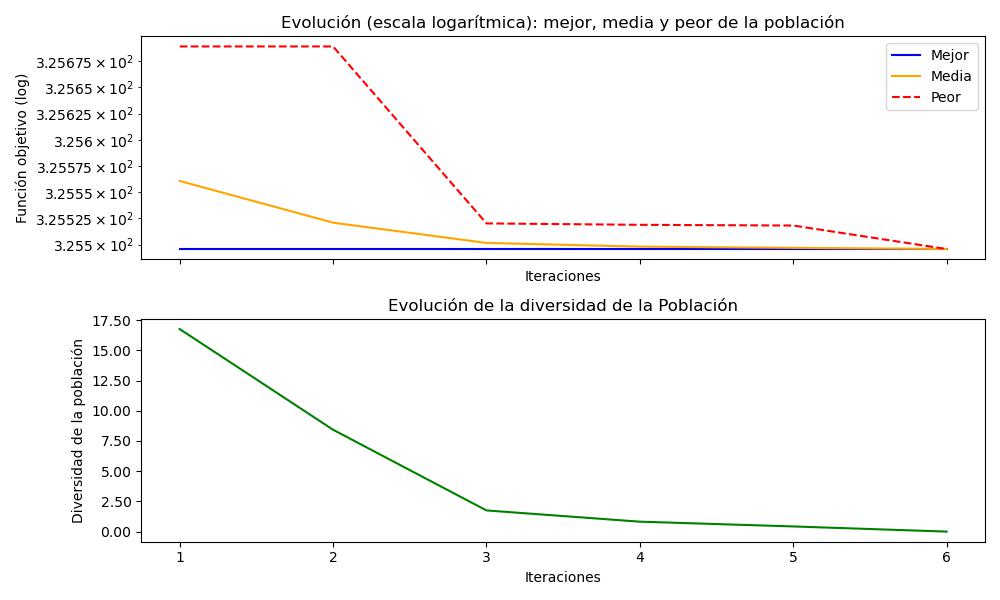 Evolución (escala logarítmica): mejor, media y peor de la población
Función objetivo (log)
3.25675 × 10²
3.2565 × 10²
3.25625 × 10²
3.256 × 10²
3.25575 × 10²
3.2555 × 10²
3.25525 × 10²
3.255 × 10²
Mejor
Media
Peor
Iteraciones
Evolución de la diversidad de la Población
Diversidad de la población
17.50
15.00
12.50
10.00
7.50
5.00
2.50
0.00
1 2 3 4 5 6
Iteraciones